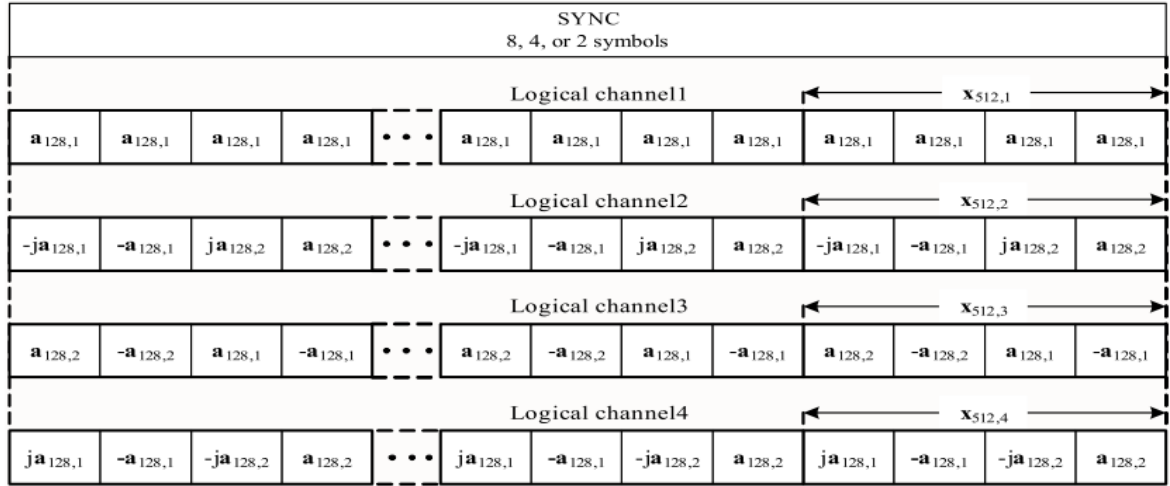 SYNC
8, 4, or 2 symbols
Logical channel1 x512,1
a128,1 a128,1 a128,1 a128,1 • • • a128,1 a128,1 a128,1 a128,1 a128,1 a128,1 a128,1 a128,1
Logical channel2 x512,2
-ja128,1 -a128,1 ja128,2 a128,2 • • • -ja128,1 -a128,1 ja128,2 a128,2 -ja128,1 -a128,1 ja128,2 a128,2
Logical channel3 x512,3
a128,2 -a128,2 a128,1 -a128,1 • • • a128,2 -a128,2 a128,1 -a128,1 a128,2 -a128,2 a128,1 -a128,1
Logical channel4 x512,4
ja128,1 -a128,1 -ja128,2 a128,2 • • • ja128,1 -a128,1 -ja128,2 a128,2 ja128,1 -a128,1 -ja128,2 a128,2